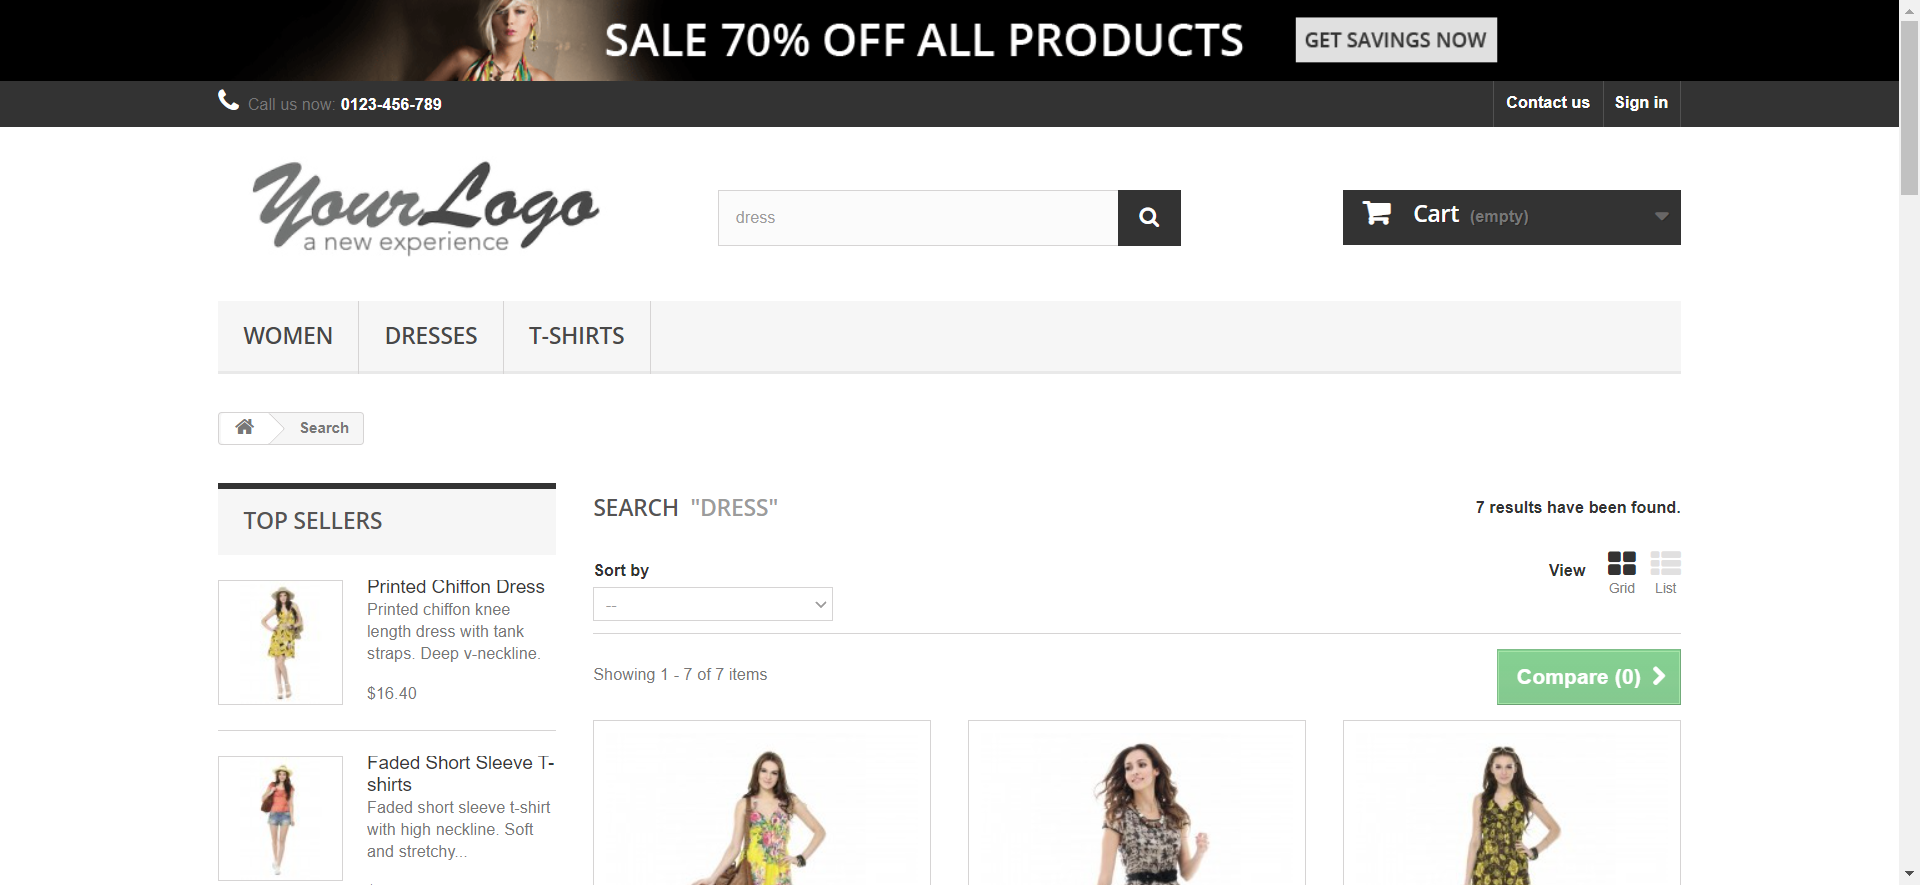 SALE 70% OFF ALL PRODUCTS GET SAVINGS NOW
Call us now: 0123-456-789 Contact us Sign in
Your Logo
a new experience
dress
Cart (empty)
WOMEN DRESSES T-SHIRTS
Search
TOP SELLERS
Printed Chiffon Dress
Printed chiffon knee
length dress with tank
straps. Deep v-neckline.
$16.40
Faded Short Sleeve T-
shirts
Faded short sleeve t-shirt
with high neckline. Soft
and stretchy...
SEARCH "DRESS"
7 results have been found.
Sort by
--
View
Grid List
Showing 1 - 7 of 7 items
Compare (0)